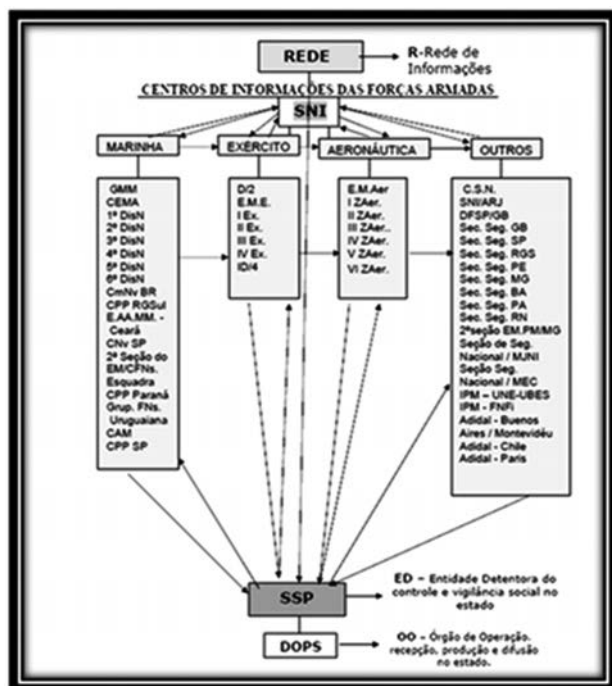 REDE
R-Rede de
Informações
CENTROS DE INFORMAÇÕES DAS FORÇAS ARMADAS
SNI
MARINHA
EXÉRCITO
AERONÁUTICA
OUTROS
GMM
CEMA
1º DisN
2º DisN
3º DisN
4º DisN
5º DisN
6º DisN
CmNv BR
CPP RGSul
E.AA.MM. -
Ceará
CNv SP
2ª Seção do
EM/CFNs.
Esquadra
CPP Paraná
Grup. FNs.
Uruguaiana
CAM
CPP SP
D/2
E.M.E.
I Ex.
II Ex.
III Ex.
IV Ex.
ID/4
E.M.Aer
I ZAer.
II ZAer.
III ZAer..
IV ZAer.
V ZAer.
VI ZAer.
C.S.N.
SNI/ARJ
DFSP/GB
Sec. Seg. GB
Sec. Seg. SP
Sec. Seg. RGS
Sec. Seg. PE
Sec. Seg. MG
Sec. Seg. BA
Sec. Seg. PA
Sec. Seg. RN
2ªseção EM.PM/MG
Seção de Seg.
Nacional / MJNI
Seção Seg.
Nacional / MEC
IPM – UNE-UBES
IPM - FNFi
Adidal - Buenos
Aires / Montevidéu
Adidal - Chile
Adidal - Paris
SSP
ED – Entidade Detentora do
controle e vigilância social no
estado
DOPS
OO – Órgão de Operação.
recepção, produção e difusão
no estado.